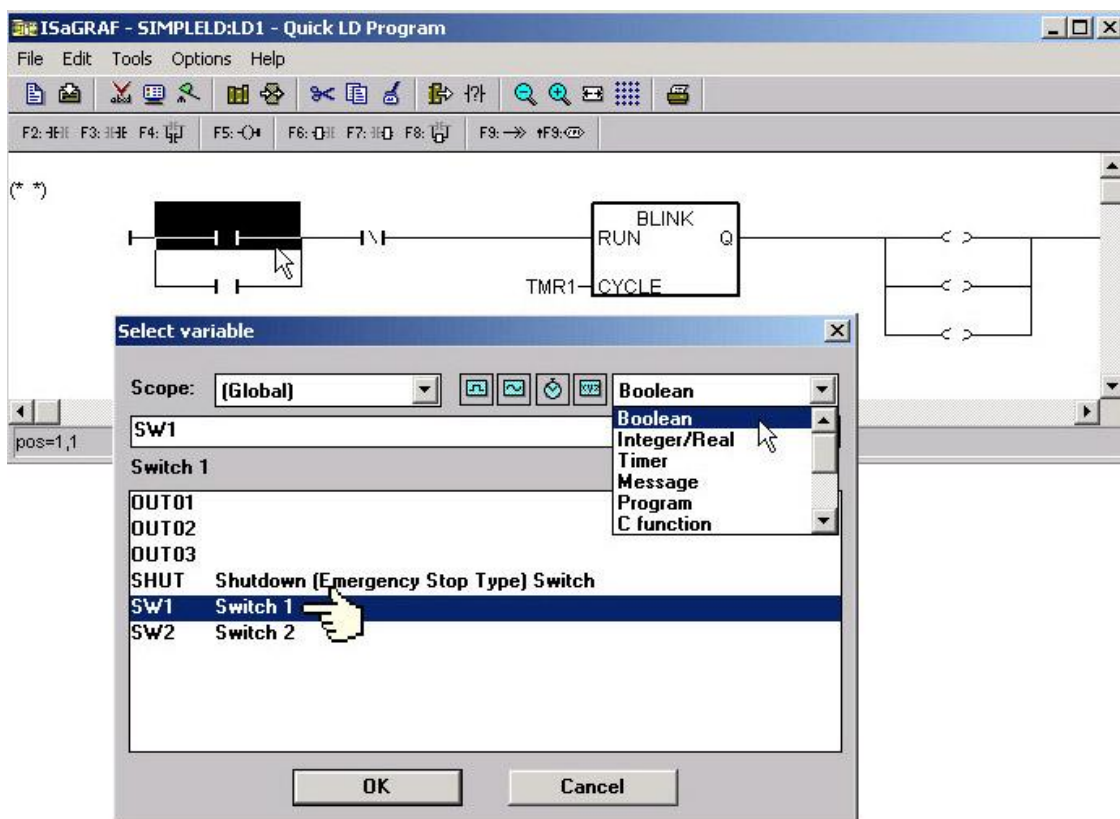 ISaGRAF - SIMPLELD:LD1 - Quick LD Program
File Edit Tools Options Help
F2: F3: F4: F5: F6: F7: F8: F9: F9:
(* *)
BLINK
RUN Q
TMR1 CYCLE
Select variable
Scope: (Global) Boolean
SW1
Boolean
Integer/Real
Timer
Message
Program
C function
pos=1,1
Switch 1
OUT01
OUT02
OUT03
SHUT Shutdown (Emergency Stop Type) Switch
SW1 Switch 1
SW2 Switch 2
OK Cancel